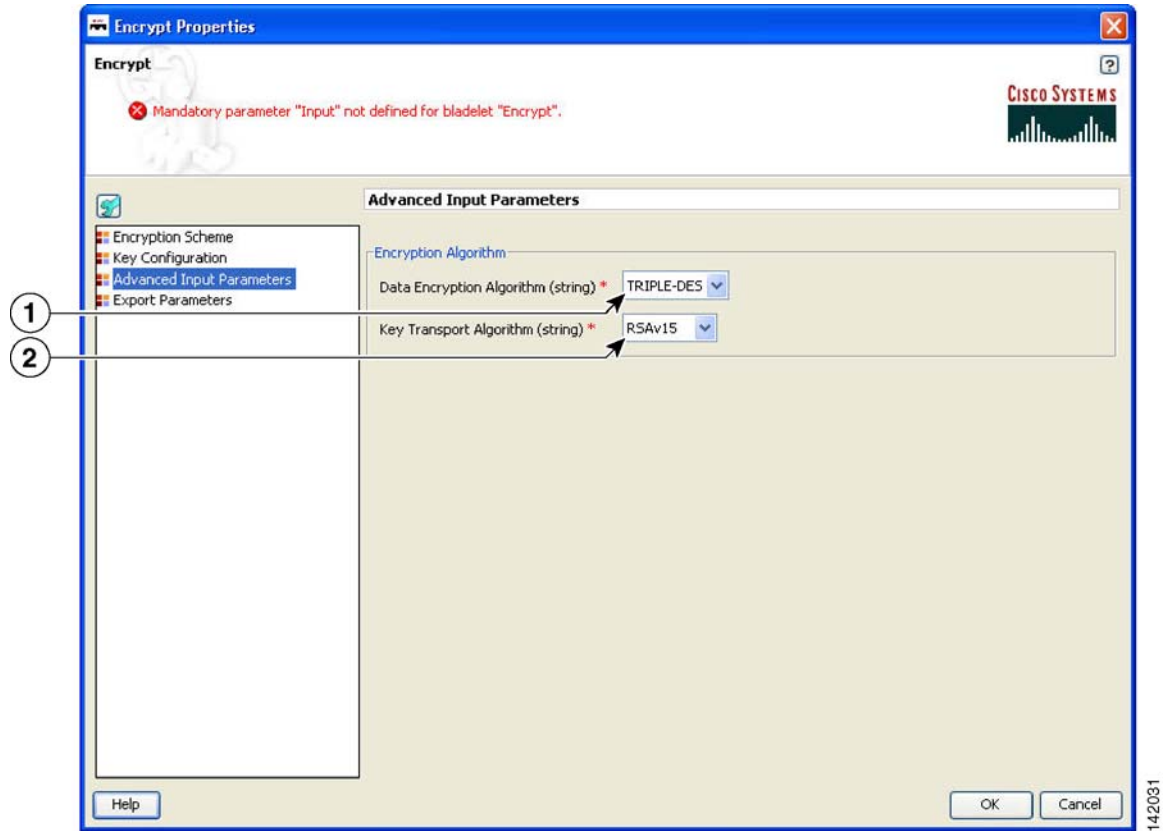 Encrypt Properties
Encrypt
Mandatory parameter "Input" not defined for bladelet "Encrypt".
CISCO SYSTEMS
Advanced Input Parameters
Encryption Scheme
Key Configuration
Advanced Input Parameters
Export Parameters
Encryption Algorithm
Data Encryption Algorithm (string) * TRIPLE-DES
Key Transport Algorithm (string) * RSAv15
1
2
Help
OK
Cancel
142031